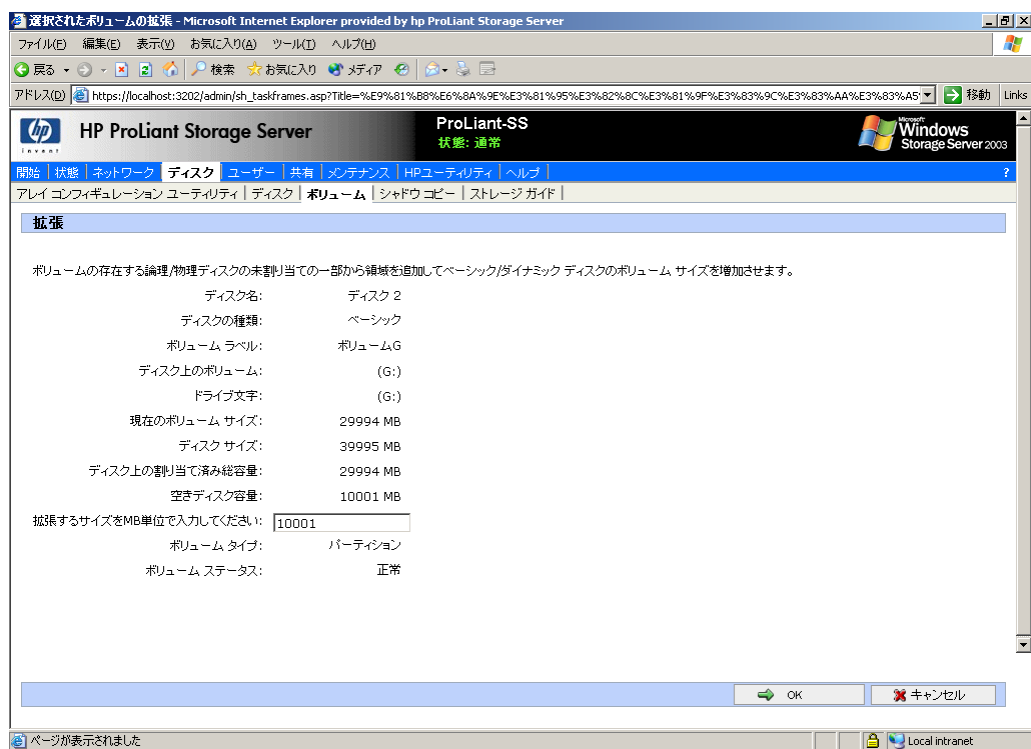 選択されたボリュームの拡張 - Microsoft Internet Explorer provided by hp ProLiant Storage Server
ファイル(F) 編集(E) 表示(V) お気に入り(A) ツール(T) ヘルプ(H)
戻る 検索 お気に入り メディア
アドレス(D) https://localhost:3202/admin/sh_taskframes.asp?Title=%E9%81%B8%E6%8A%9E%E3%81%95%E3%82%8C%E3%81%9F%E3%83%9C%E3%83%AA%E3%83%A5 移動 Links
hp invent HP ProLiant Storage Server
ProLiant-SS
状態: 通常
Microsoft Windows Storage Server 2003
開始 状態 ネットワーク ディスク ユーザー 共有 メンテナンス HPユーティリティ ヘルプ ?
アレイ コンフィギュレーション ユーティリティ ディスク ボリューム シャドウ コピー ストレージ ガイド
拡張
ボリュームの存在する論理/物理ディスクの未割り当ての一部から領域を追加してベーシック/ダイナミック ディスクのボリューム サイズを増加させます。
ディスク名: ディスク 2
ディスクの種類: ベーシック
ボリューム ラベル: ボリュームG
ディスク上のボリューム: (G:)
ドライブ文字: (G:)
現在のボリューム サイズ: 29994 MB
ディスク サイズ: 39995 MB
ディスク上の割り当て済み総容量: 29994 MB
空きディスク容量: 10001 MB
拡張するサイズをMB単位で入力してください: 10001
ボリューム タイプ: パーティション
ボリューム ステータス: 正常
OK キャンセル
ページが表示されました Local intranet